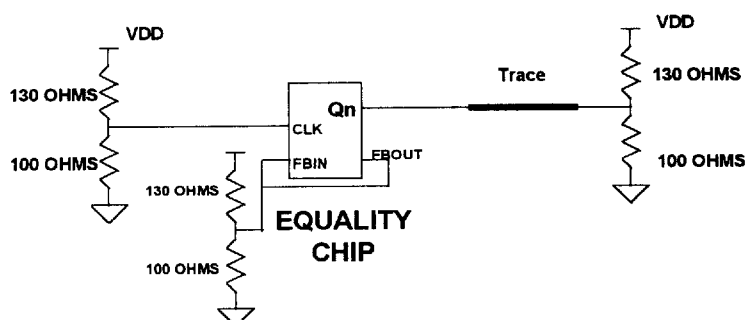 VDD
130 OHMS
100 OHMS
Qn
CLK
FBIN
FBOUT
130 OHMS
100 OHMS
EQUALITY
CHIP
Trace
VDD
130 OHMS
100 OHMS